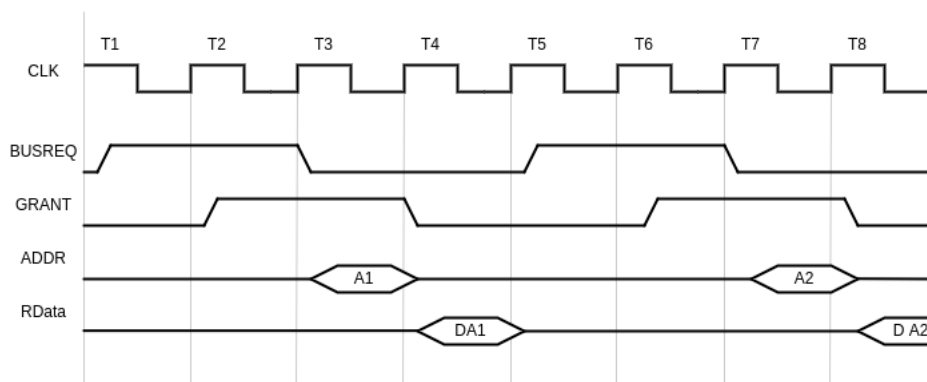 T1 T2 T3 T4 T5 T6 T7 T8
CLK
BUSREQ
GRANT
ADDR
A1 A2
RData
DA1 D A2